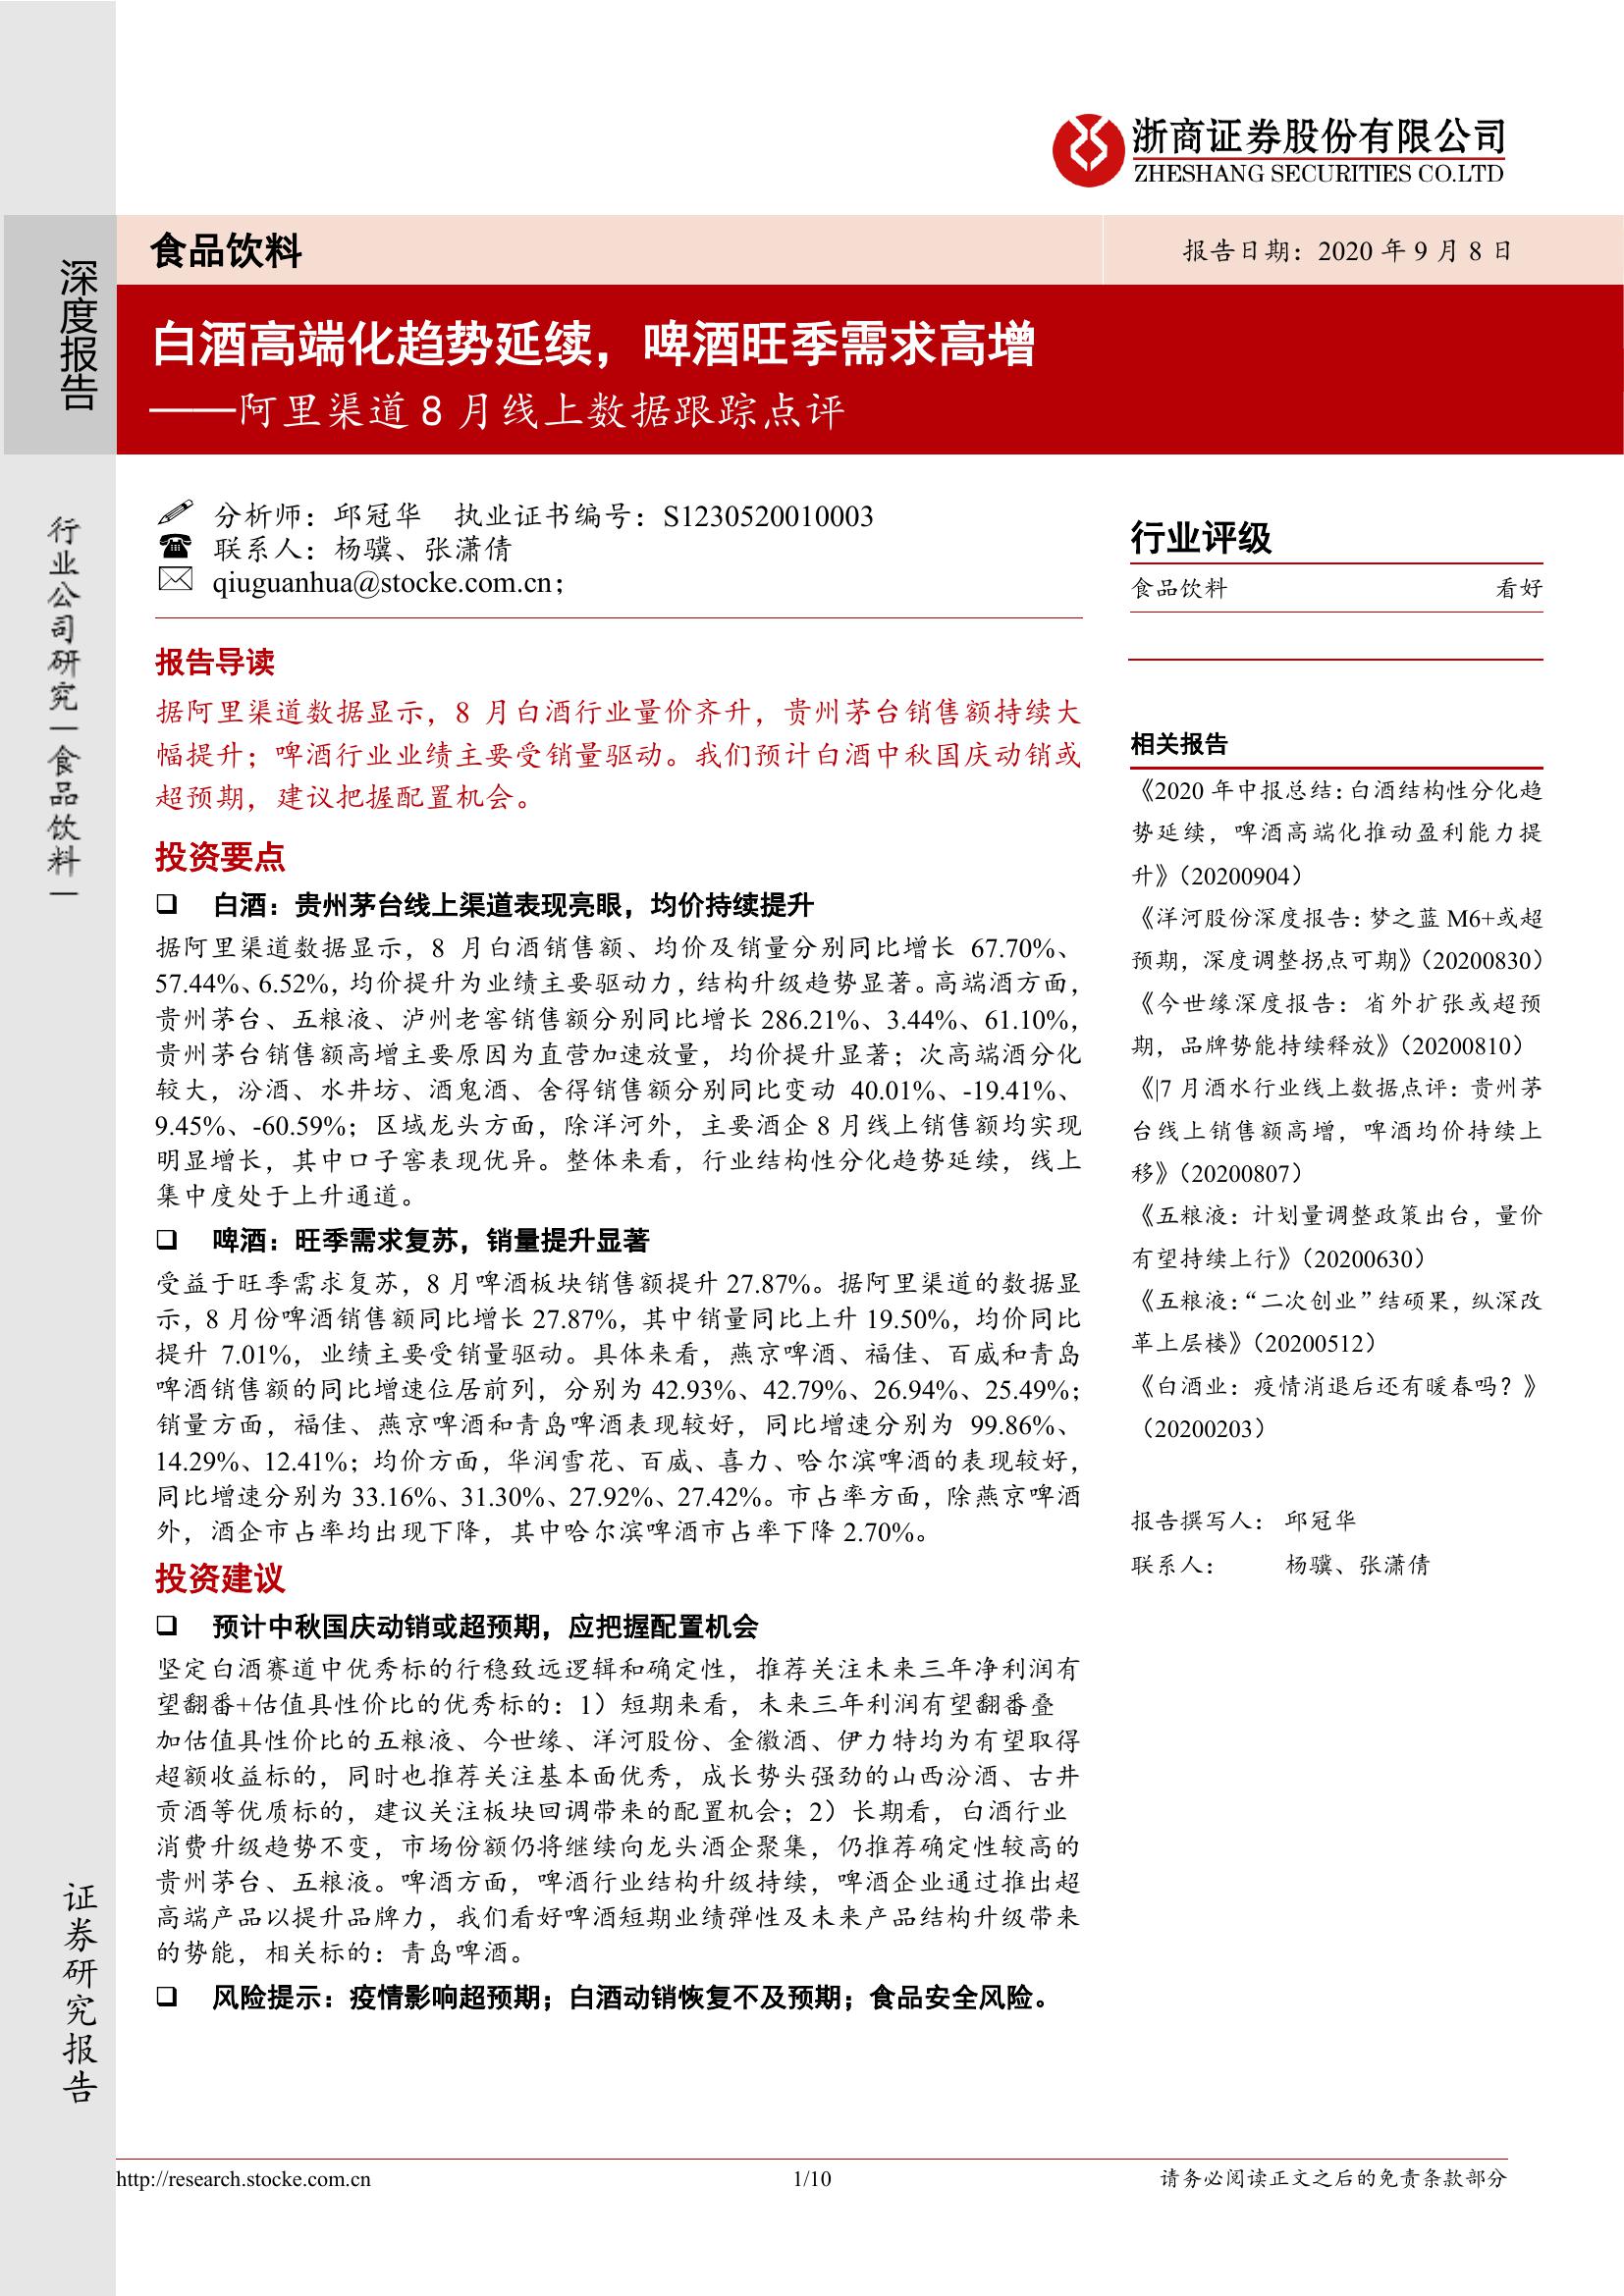 浙商证券股份有限公司
ZHESHANG SECURITIES CO.LTD
深度报告
食品饮料
报告日期：2020 年 9 月 8 日
白酒高端化趋势延续，啤酒旺季需求高增
——阿里渠道 8 月线上数据跟踪点评
行业公司研究|食品饮料|
分析师：邱冠华 执业证书编号：S1230520010003
联系人：杨骥、张潇倩
qiuguanhua@stocke.com.cn；
报告导读
据阿里渠道数据显示，8 月白酒行业量价齐升，贵州茅台销售额持续大
幅提升；啤酒行业业绩主要受销量驱动。我们预计白酒中秋国庆动销或
超预期，建议把握配置机会。
投资要点
❑ 白酒：贵州茅台线上渠道表现亮眼，均价持续提升
据阿里渠道数据显示，8 月白酒销售额、均价及销量分别同比增长 67.70%、
57.44%、6.52%，均价提升为业绩主要驱动力，结构升级趋势显著。高端酒方面，
贵州茅台、五粮液、泸州老窖销售额分别同比增长 286.21%、3.44%、61.10%，
贵州茅台销售额高增主要原因为直营加速放量，均价提升显著；次高端酒分化
较大，汾酒、水井坊、酒鬼酒、舍得销售额分别同比变动 40.01%、-19.41%、
9.45%、-60.59%；区域龙头方面，除洋河外，主要酒企 8 月线上销售额均实现
明显增长，其中口子窖表现优异。整体来看，行业结构性分化趋势延续，线上
集中度处于上升通道。
❑ 啤酒：旺季需求复苏，销量提升显著
受益于旺季需求复苏，8 月啤酒板块销售额提升 27.87%。据阿里渠道的数据显
示，8 月份啤酒销售额同比增长 27.87%，其中销量同比上升 19.50%，均价同比
提升 7.01%，业绩主要受销量驱动。具体来看，燕京啤酒、福佳、百威和青岛
啤酒销售额的同比增速位居前列，分别为 42.93%、42.79%、26.94%、25.49%；
销量方面，福佳、燕京啤酒和青岛啤酒表现较好，同比增速分别为 99.86%、
14.29%、12.41%；均价方面，华润雪花、百威、喜力、哈尔滨啤酒的表现较好，
同比增速分别为 33.16%、31.30%、27.92%、27.42%。市占率方面，除燕京啤酒
外，酒企市占率均出现下降，其中哈尔滨啤酒市占率下降 2.70%。
投资建议
❑ 预计中秋国庆动销或超预期，应把握配置机会
坚定白酒赛道中优秀标的行稳致远逻辑和确定性，推荐关注未来三年净利润有
望翻番+估值具性价比的优秀标的：1）短期来看，未来三年利润有望翻番叠
加估值具性价比的五粮液、今世缘、洋河股份、金徽酒、伊力特均为有望取得
超额收益标的，同时也推荐关注基本面优秀，成长势头强劲的山西汾酒、古井
贡酒等优质标的，建议关注板块回调带来的配置机会；2）长期看，白酒行业
消费升级趋势不变，市场份额仍将继续向龙头酒企聚集，仍推荐确定性较高的
贵州茅台、五粮液。啤酒方面，啤酒行业结构升级持续，啤酒企业通过推出超
高端产品以提升品牌力，我们看好啤酒短期业绩弹性及未来产品结构升级带来
的势能，相关标的：青岛啤酒。
❑ 风险提示：疫情影响超预期；白酒动销恢复不及预期；食品安全风险。
行业评级
食品饮料 看好
相关报告
《2020 年中报总结：白酒结构性分化趋
势延续，啤酒高端化推动盈利能力提
升》（20200904）
《洋河股份深度报告：梦之蓝 M6+或超
预期，深度调整拐点可期》（20200830）
《今世缘深度报告：省外扩张或超预
期，品牌势能持续释放》（20200810）
《|7 月酒水行业线上数据点评：贵州茅
台线上销售额高增，啤酒均价持续上
移》（20200807）
《五粮液：计划量调整政策出台，量价
有望持续上行》（20200630）
《五粮液：“二次创业”结硕果，纵深改
革上层楼》（20200512）
《白酒业：疫情消退后还有暖春吗？》
（20200203）
报告撰写人： 邱冠华
联系人： 杨骥、张潇倩
证券研究报告
http://research.stocke.com.cn
1/10
请务必阅读正文之后的免责条款部分